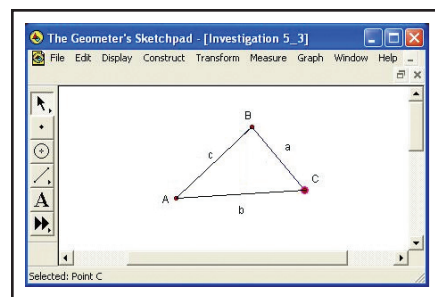 The Geometer's Sketchpad - [Investigation 5_3]
File Edit Display Construct Transform Measure Graph Window Help
B
c
a
C
A
b
A
Selected: Point C